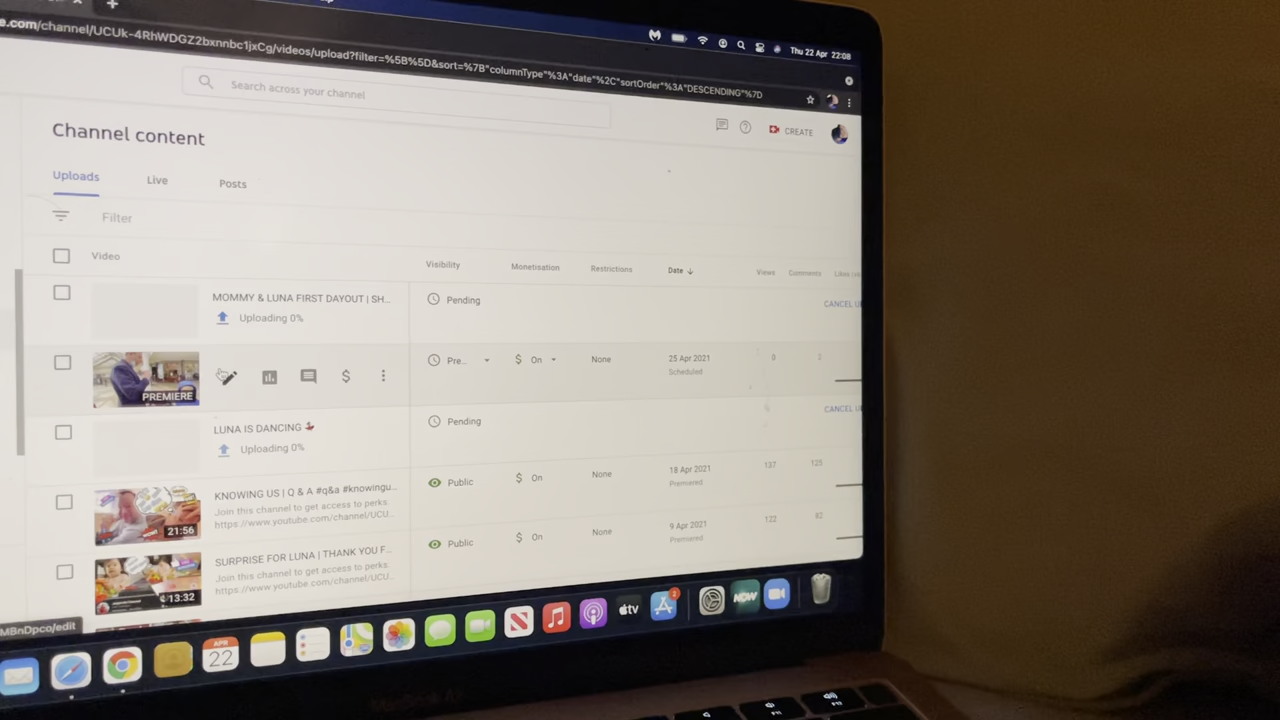 e.com/channel/UCUk-4RhWDGZ2bxnnbc1jxCg/videos/upload?filter=%5B%5D&sort=%7B"columnType"%3A"date"%2C"sortOrder"%3A"DESCENDING"%7D
Thu 22 Apr 22:08
Search across your channel
CREATE
Channel content
Uploads
Live
Posts
Filter
Video
Visibility
Monetisation
Restrictions
Date
Views
Comments
Likes
MOMMY & LUNA FIRST DAYOUT | SH...
Uploading 0%
Pending
CANCEL U
PREMIERE
Pre...
$ On
None
25 Apr 2021
Scheduled
0
2
LUNA IS DANCING 💃
Uploading 0%
Pending
CANCEL U
KNOWING US | Q & A #q&a #knowingu...
Join this channel to get access to perks.
https://www.youtube.com/channel/UCU...
21:56
Public
$ On
None
18 Apr 2021
Premiered
137
125
SURPRISE FOR LUNA | THANK YOU F...
Join this channel to get access to perks.
https://www.youtube.com/channel/UCU...
13:32
Public
$ On
None
9 Apr 2021
Premiered
122
82
MBnDpco/edit
APR
22
tv
2
NOW
F11
F12